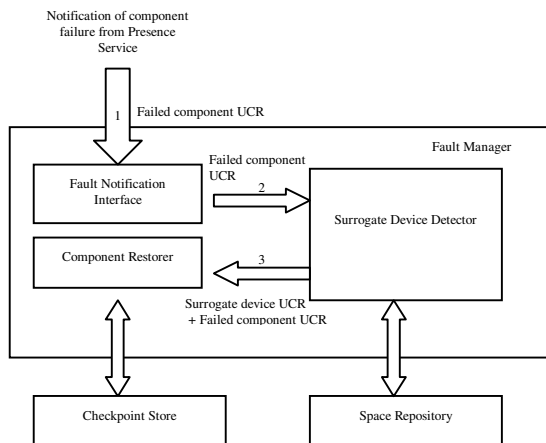 Notification of component
failure from Presence
Service
1
Failed component UCR
Fault Manager
Fault Notification
Interface
Failed component
UCR
2
Surrogate Device Detector
Component Restorer
3
Surrogate device UCR
+ Failed component UCR
Checkpoint Store
Space Repository